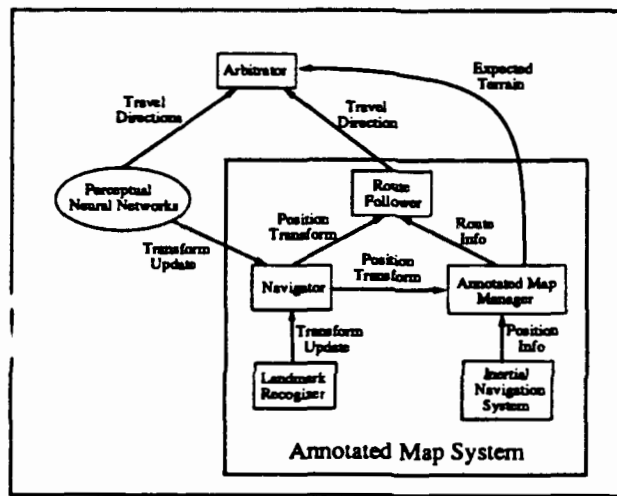 Arbitrator
Expected
Terrain
Travel
Directions
Travel
Direction
Perceptual
Neural Networks
Route
Follower
Position
Transform
Route
Info
Transform
Update
Position
Transform
Navigator
Annotated Map
Manager
Transform
Update
Position
Info
Landmark
Recogizer
Inertial
Navigation
System
Annotated Map System